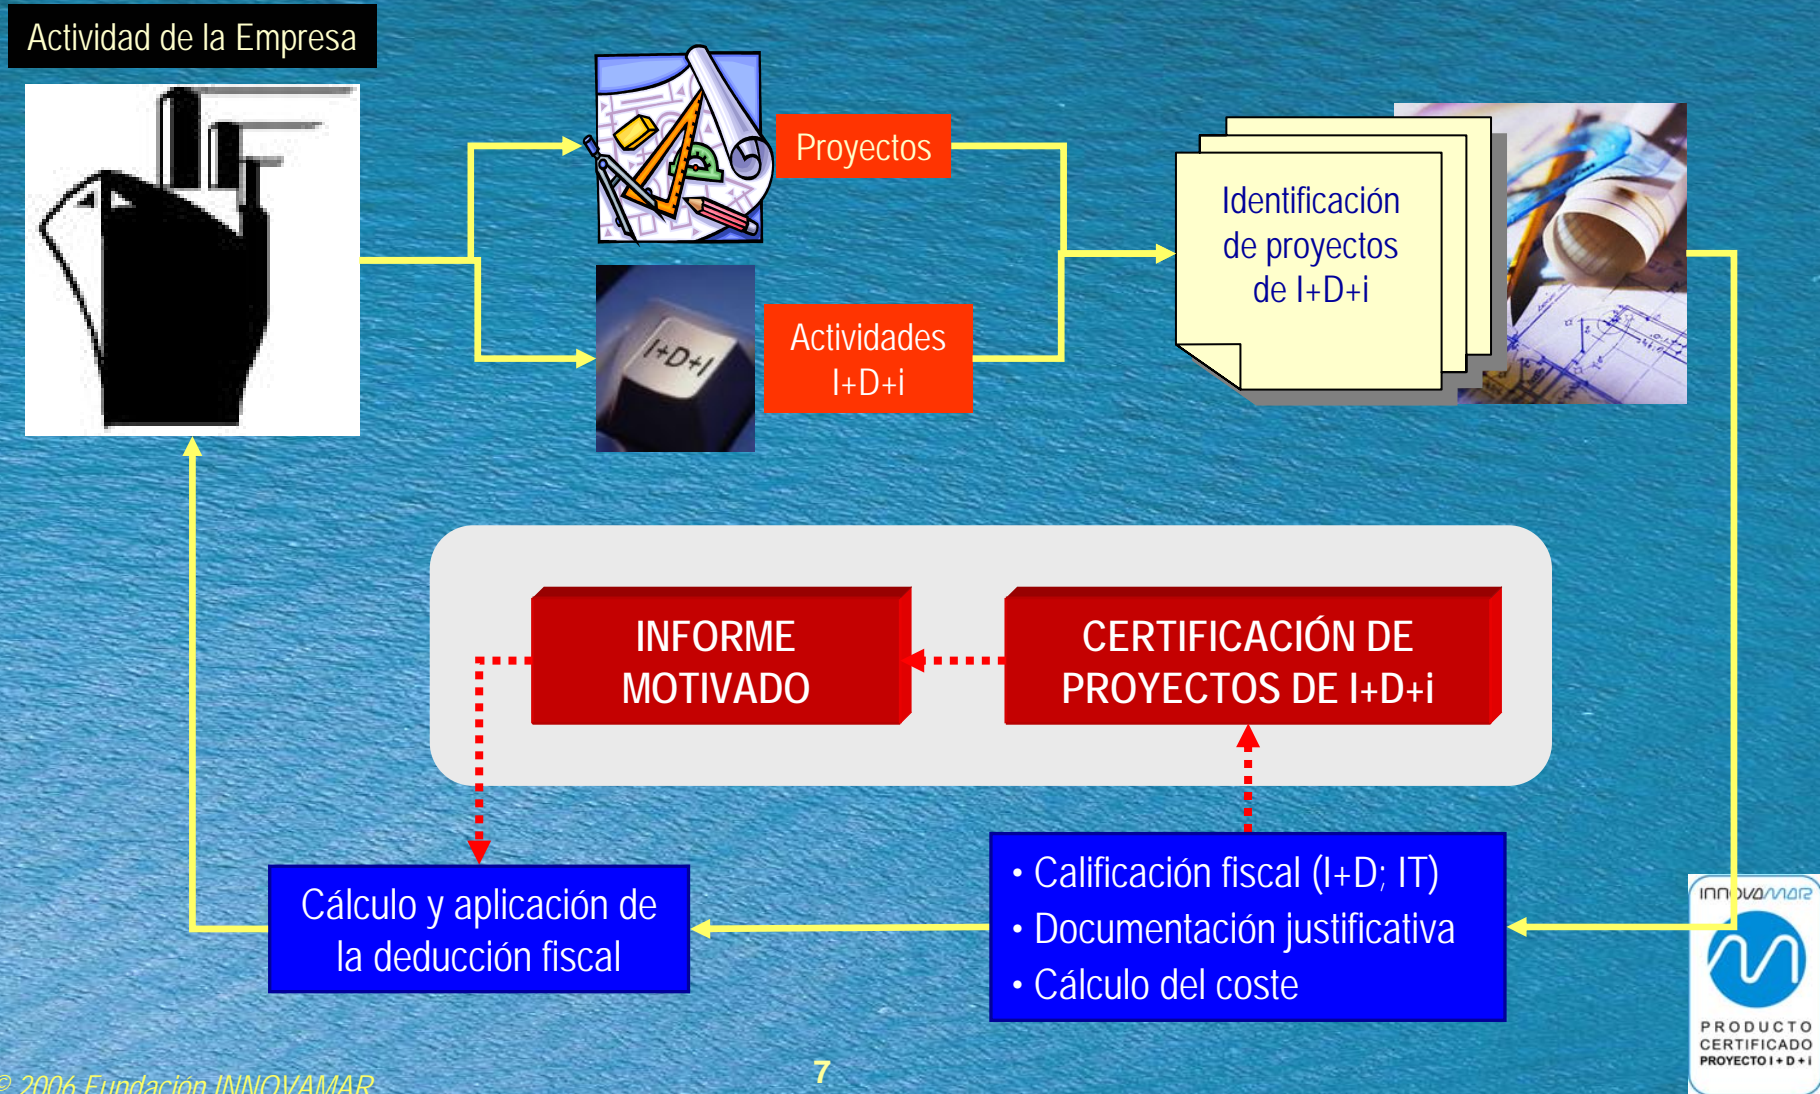 Actividad de la Empresa
Proyectos
Actividades
I+D+i
I+D+I
Identificación
de proyectos
de I+D+i
INFORME
MOTIVADO
CERTIFICACIÓN DE
PROYECTOS DE I+D+i
Cálculo y aplicación de
la deducción fiscal
• Calificación fiscal (I+D; IT)
• Documentación justificativa
• Cálculo del coste
INNOVAMAR
PRODUCTO
CERTIFICADO
PROYECTO I + D + i
© 2006 Fundación INNOVAMAR
7